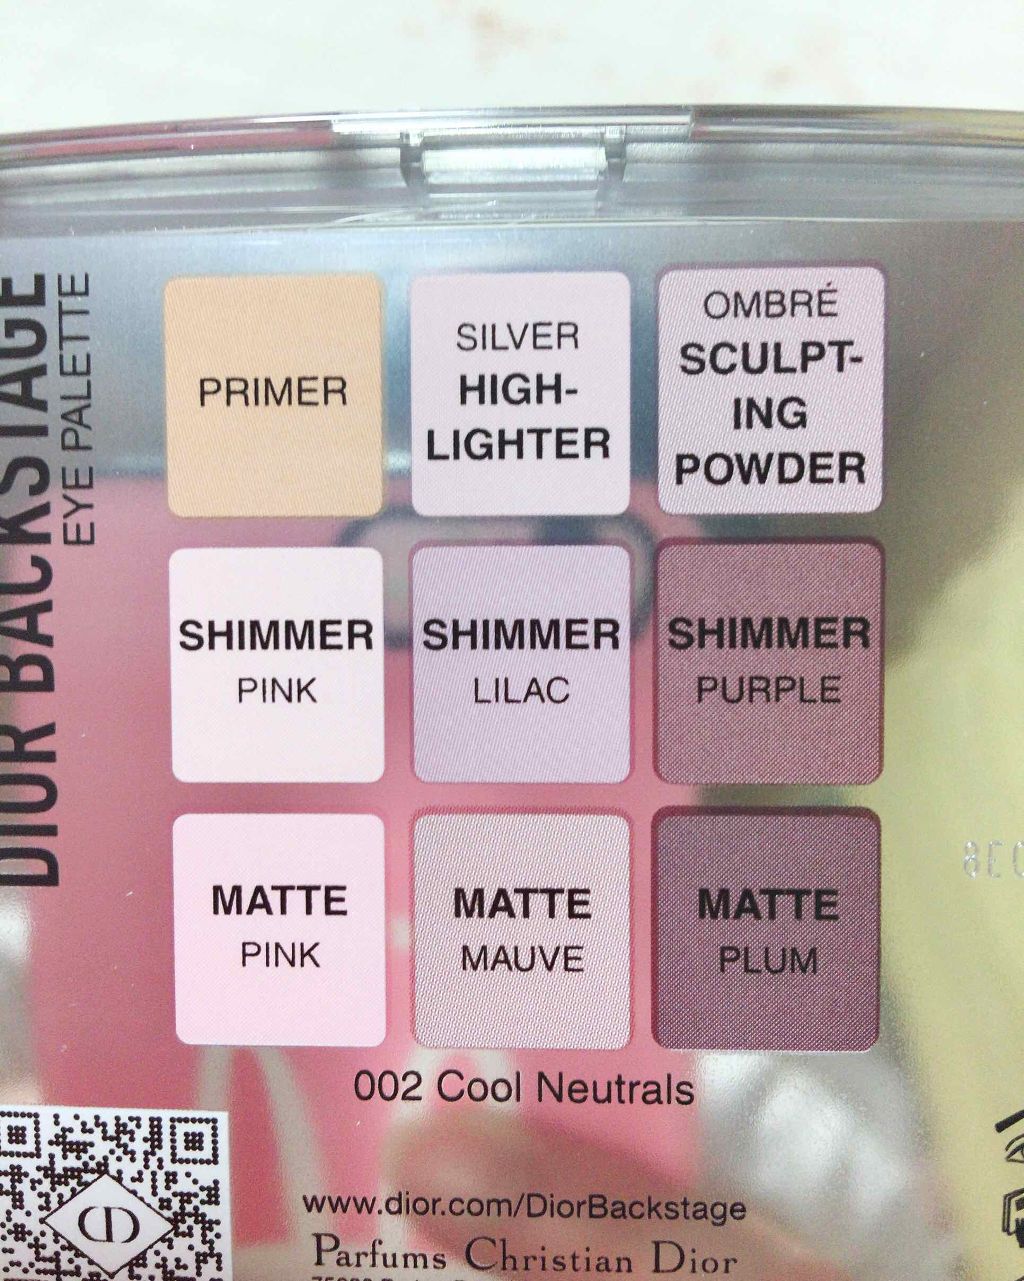 DIOR BACKSTAGE
EYE PALETTE
PRIMER
SILVER
HIGH-
LIGHTER
OMBRÉ
SCULPT-
ING
POWDER
SHIMMER
PINK
SHIMMER
LILAC
SHIMMER
PURPLE
MATTE
PINK
MATTE
MAUVE
MATTE
PLUM
002 Cool Neutrals
www.dior.com/DiorBackstage
Parfums Christian Dior